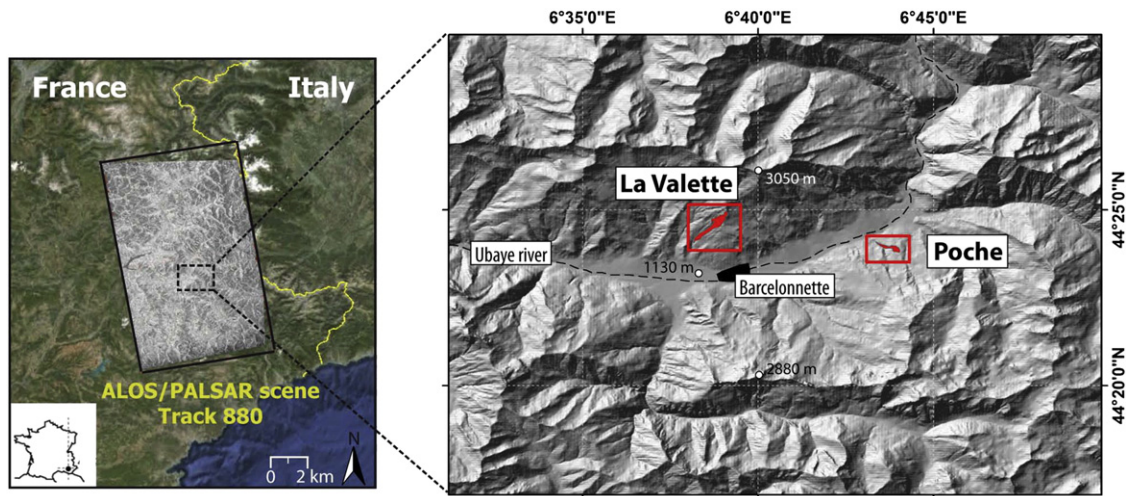 France
Italy
ALOS/PALSAR scene
Track 880
N
0 2 km
6°35'0"E
6°40'0"E
6°45'0"E
3050 m
La Valette
44°25'0"N
Ubaye river
1130 m
Poche
Barcelonnette
2880 m
44°20'0"N